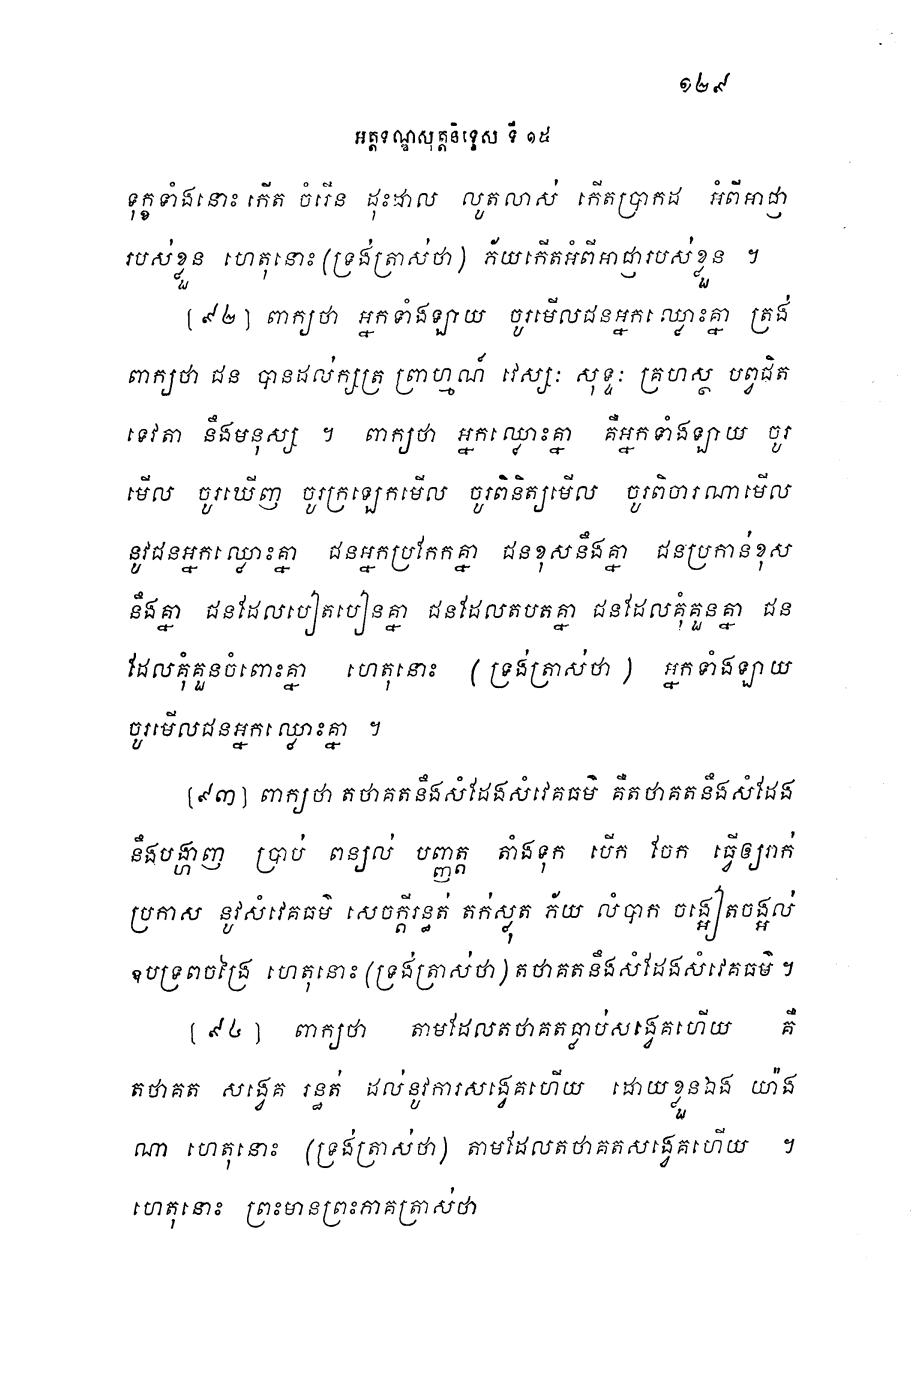 ១២៩
អត្តទណ្ឌសុត្តនិទ្ទេស ទី ១៥
ទុក្ខទាំងនោះ កើត ចំរើន ដុះដាល លូតលាស់ កើតប្រាកដ អំពីអាជ្ញា
របស់ខ្លួន ហេតុនោះ (ទ្រង់ត្រាស់ថា) ភ័យកើតអំពីអាជ្ញារបស់ខ្លួន ។
[៩២] ពាក្យថា អ្នកទាំងឡាយ ចូរមើលជនអ្នកឈ្លោះគ្នា ត្រង់
ពាក្យថា ជន បានដល់ក្សត្រ ព្រាហ្មណ៍ វេស្សៈ សុទ្ទៈ គ្រហស្ថ បព្វជិត
ទេវតា នឹងមនុស្ស ។ ពាក្យថា អ្នកឈ្លោះគ្នា គឺអ្នកទាំងឡាយ ចូរ
មើល ចូរឃើញ ចូរក្រឡេកមើល ចូរពិនិត្យមើល ចូរពិចារណាមើល
នូវជនអ្នកឈ្លោះគ្នា ជនអ្នកប្រកែកគ្នា ជនខុសនឹងគ្នា ជនប្រកាន់ខុស
នឹងគ្នា ជនដែលបៀតបៀនគ្នា ជនដែលតបតគ្នា ជនដែលគុំគួនគ្នា ជន
ដែលគុំគួនចំពោះគ្នា ហេតុនោះ (ទ្រង់ត្រាស់ថា) អ្នកទាំងឡាយ
ចូរមើលជនអ្នកឈ្លោះគ្នា ។
[៩៣] ពាក្យថា តថាគតនឹងសំដែងសំវេគធម៌ គឺតថាគតនឹងសំដែង
នឹងបង្ហាញ ប្រាប់ ពន្យល់ បញ្ញត្ត តាំងទុក បើក ចែក ធ្វើឲ្យរាក់
ប្រកាស នូវសំវេគធម៌ សេចក្តីរន្ធត់ តក់ស្លុត ភ័យ លំបាក ចង្អៀតចង្អល់
ឧបទ្រពចង្រៃ ហេតុនោះ (ទ្រង់ត្រាស់ថា) តថាគតនឹងសំដែងសំវេគធម៌ ។
[៩៤] ពាក្យថា តាមដែលតថាគតធ្លាប់សង្វេគហើយ គឺ
តថាគត សង្វេគ រន្ធត់ ដល់នូវការសង្វេគហើយ ដោយខ្លួនឯង យ៉ាង
ណា ហេតុនោះ (ទ្រង់ត្រាស់ថា) តាមដែលតថាគតសង្វេគហើយ ។
ហេតុនោះ ព្រះមានព្រះភាគត្រាស់ថា